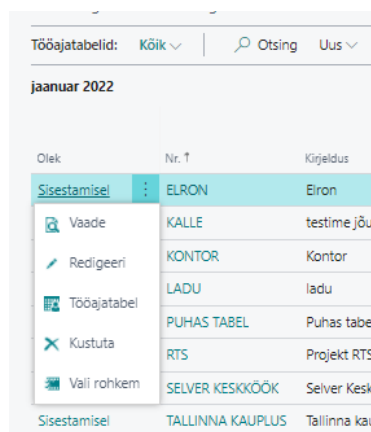 Tööajatabelid: Kõik Otsing Uus
jaanuar 2022
Olek Nr. ↑ Kirjeldus
Sisestamisel ELRON Elron
Vaade KALLE testime jõu
Redigeeri KONTOR Kontor
LADU ladu
Tööajatabel
PUHAS TABEL Puhas tabe
Kustuta RTS Projekt RTS
Vali rohkem SELVER KESKKÖÖK Selver Kesk
Sisestamisel TALLINNA KAUPLUS Tallinna kau